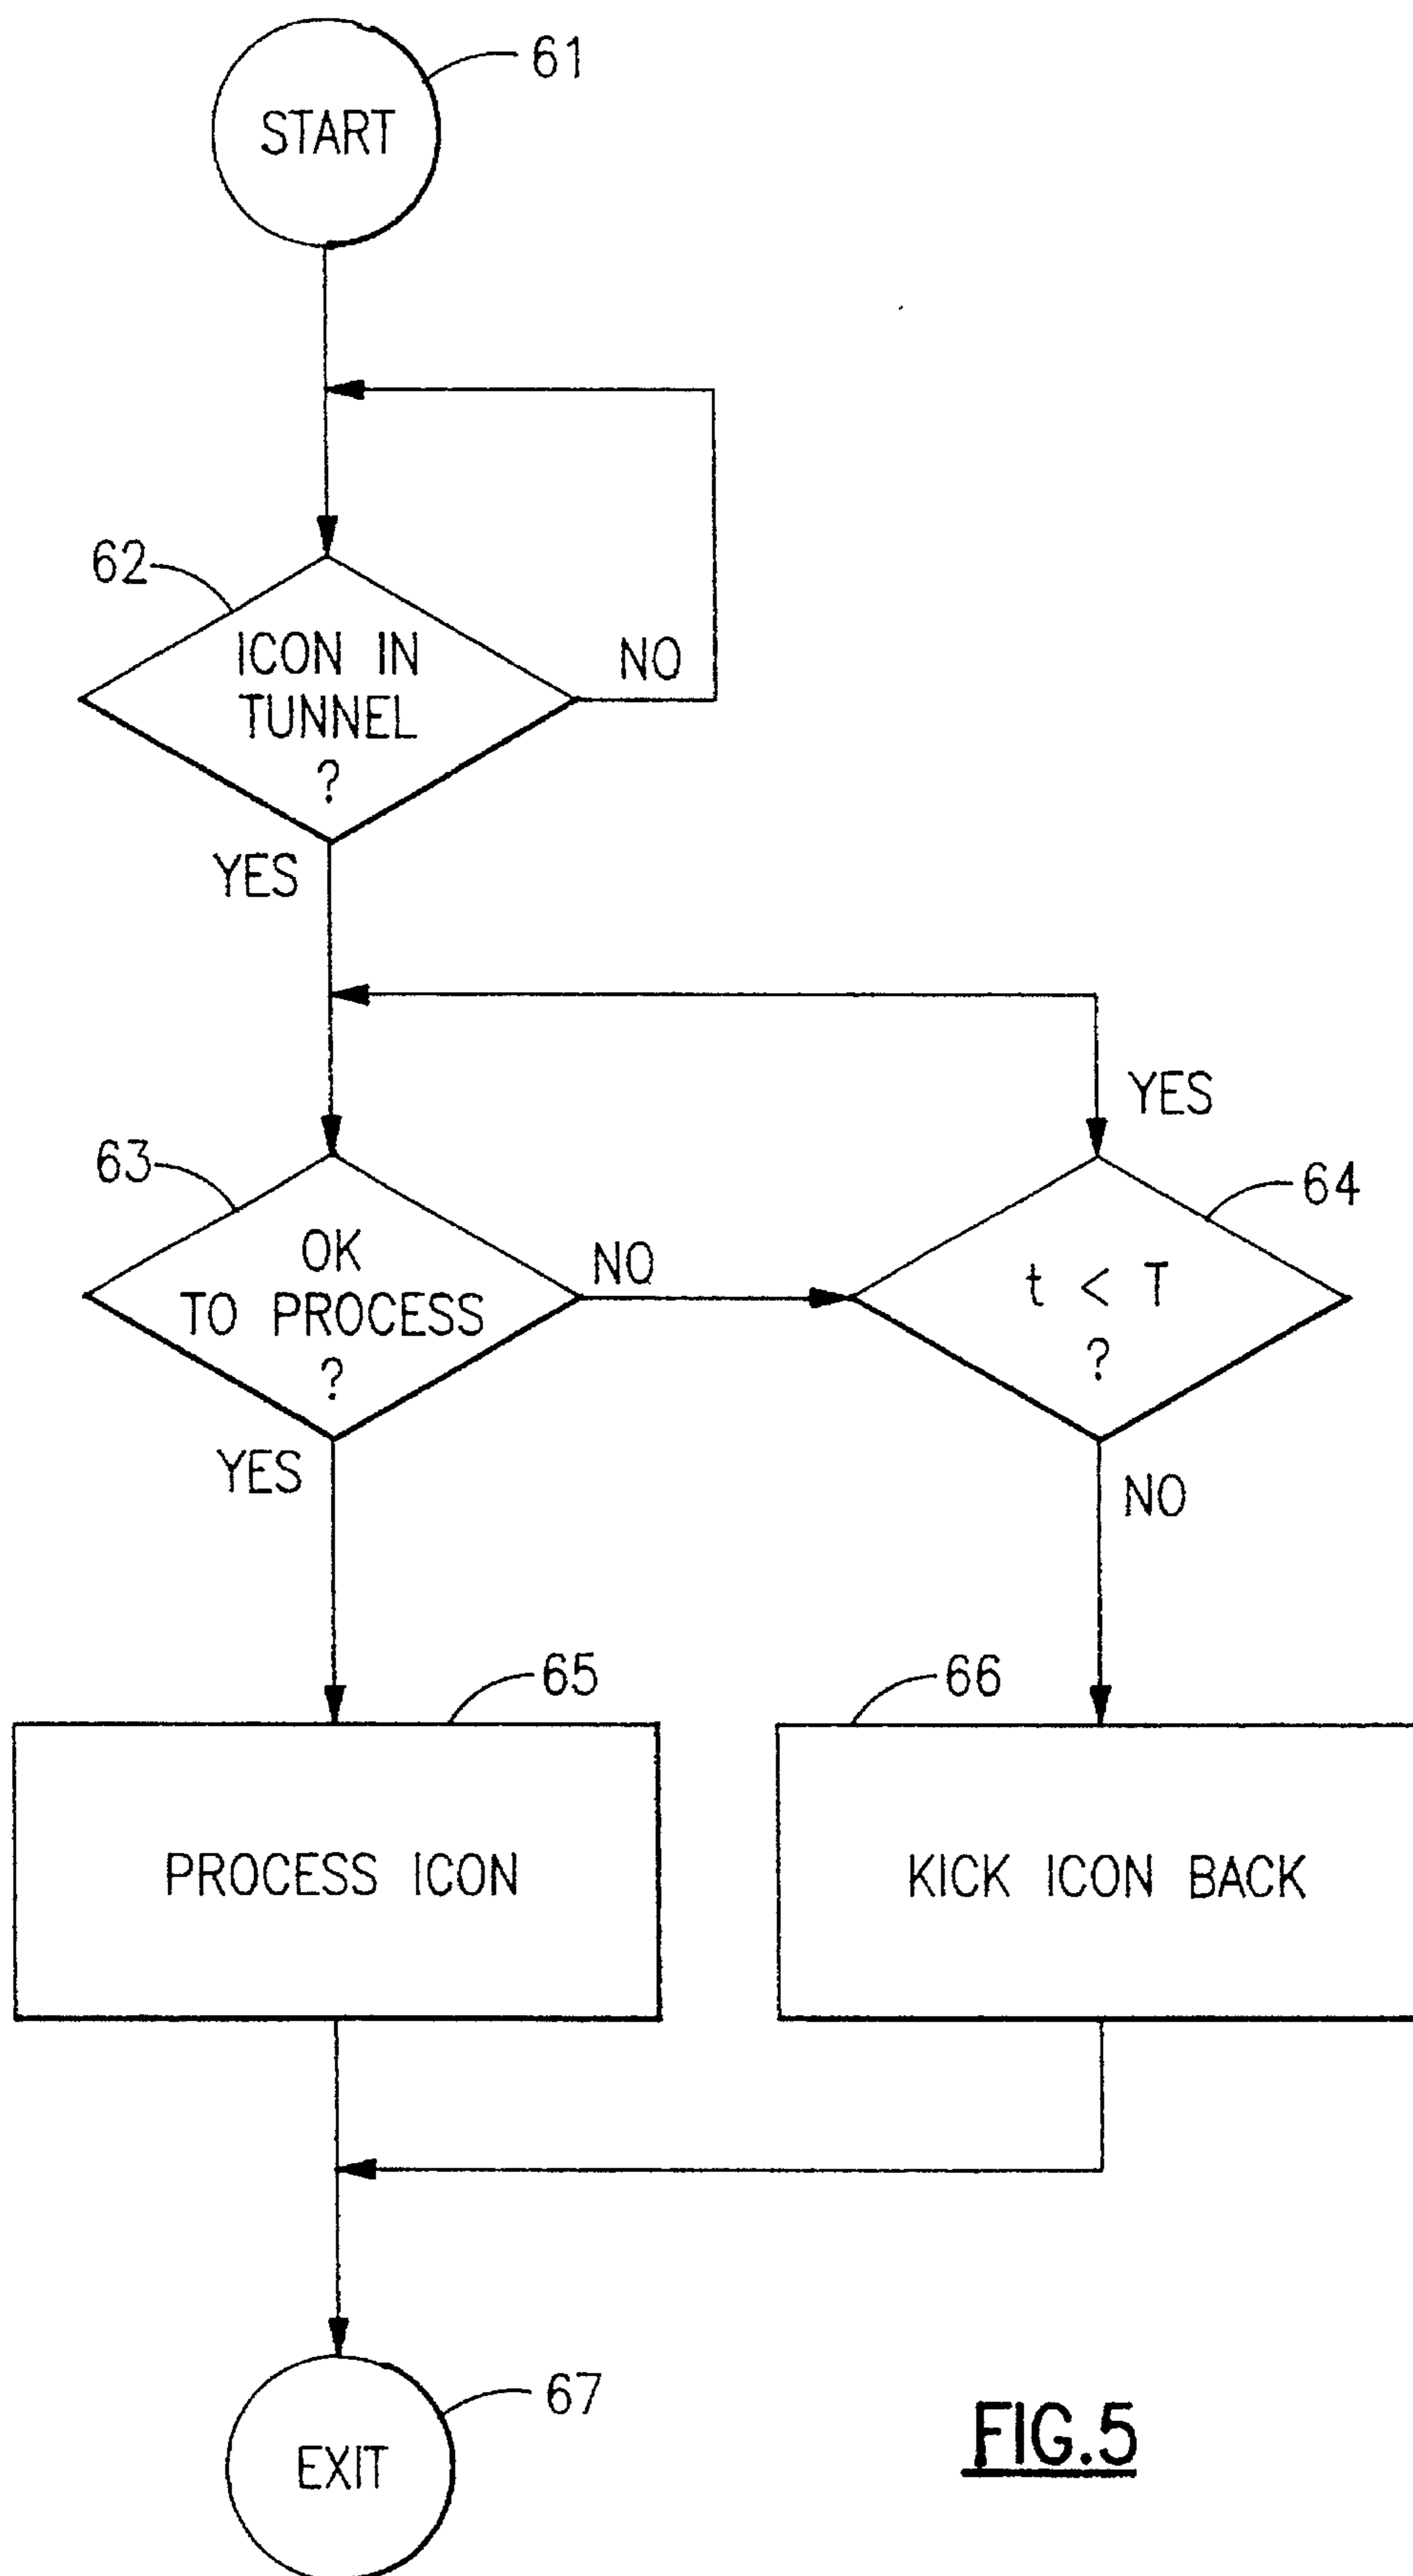 61
START
62
ICON IN
TUNNEL
?
NO
YES
YES
63
OK
TO PROCESS
?
NO
64
t < T
?
YES
NO
65
PROCESS ICON
66
KICK ICON BACK
67
EXIT
FIG.5